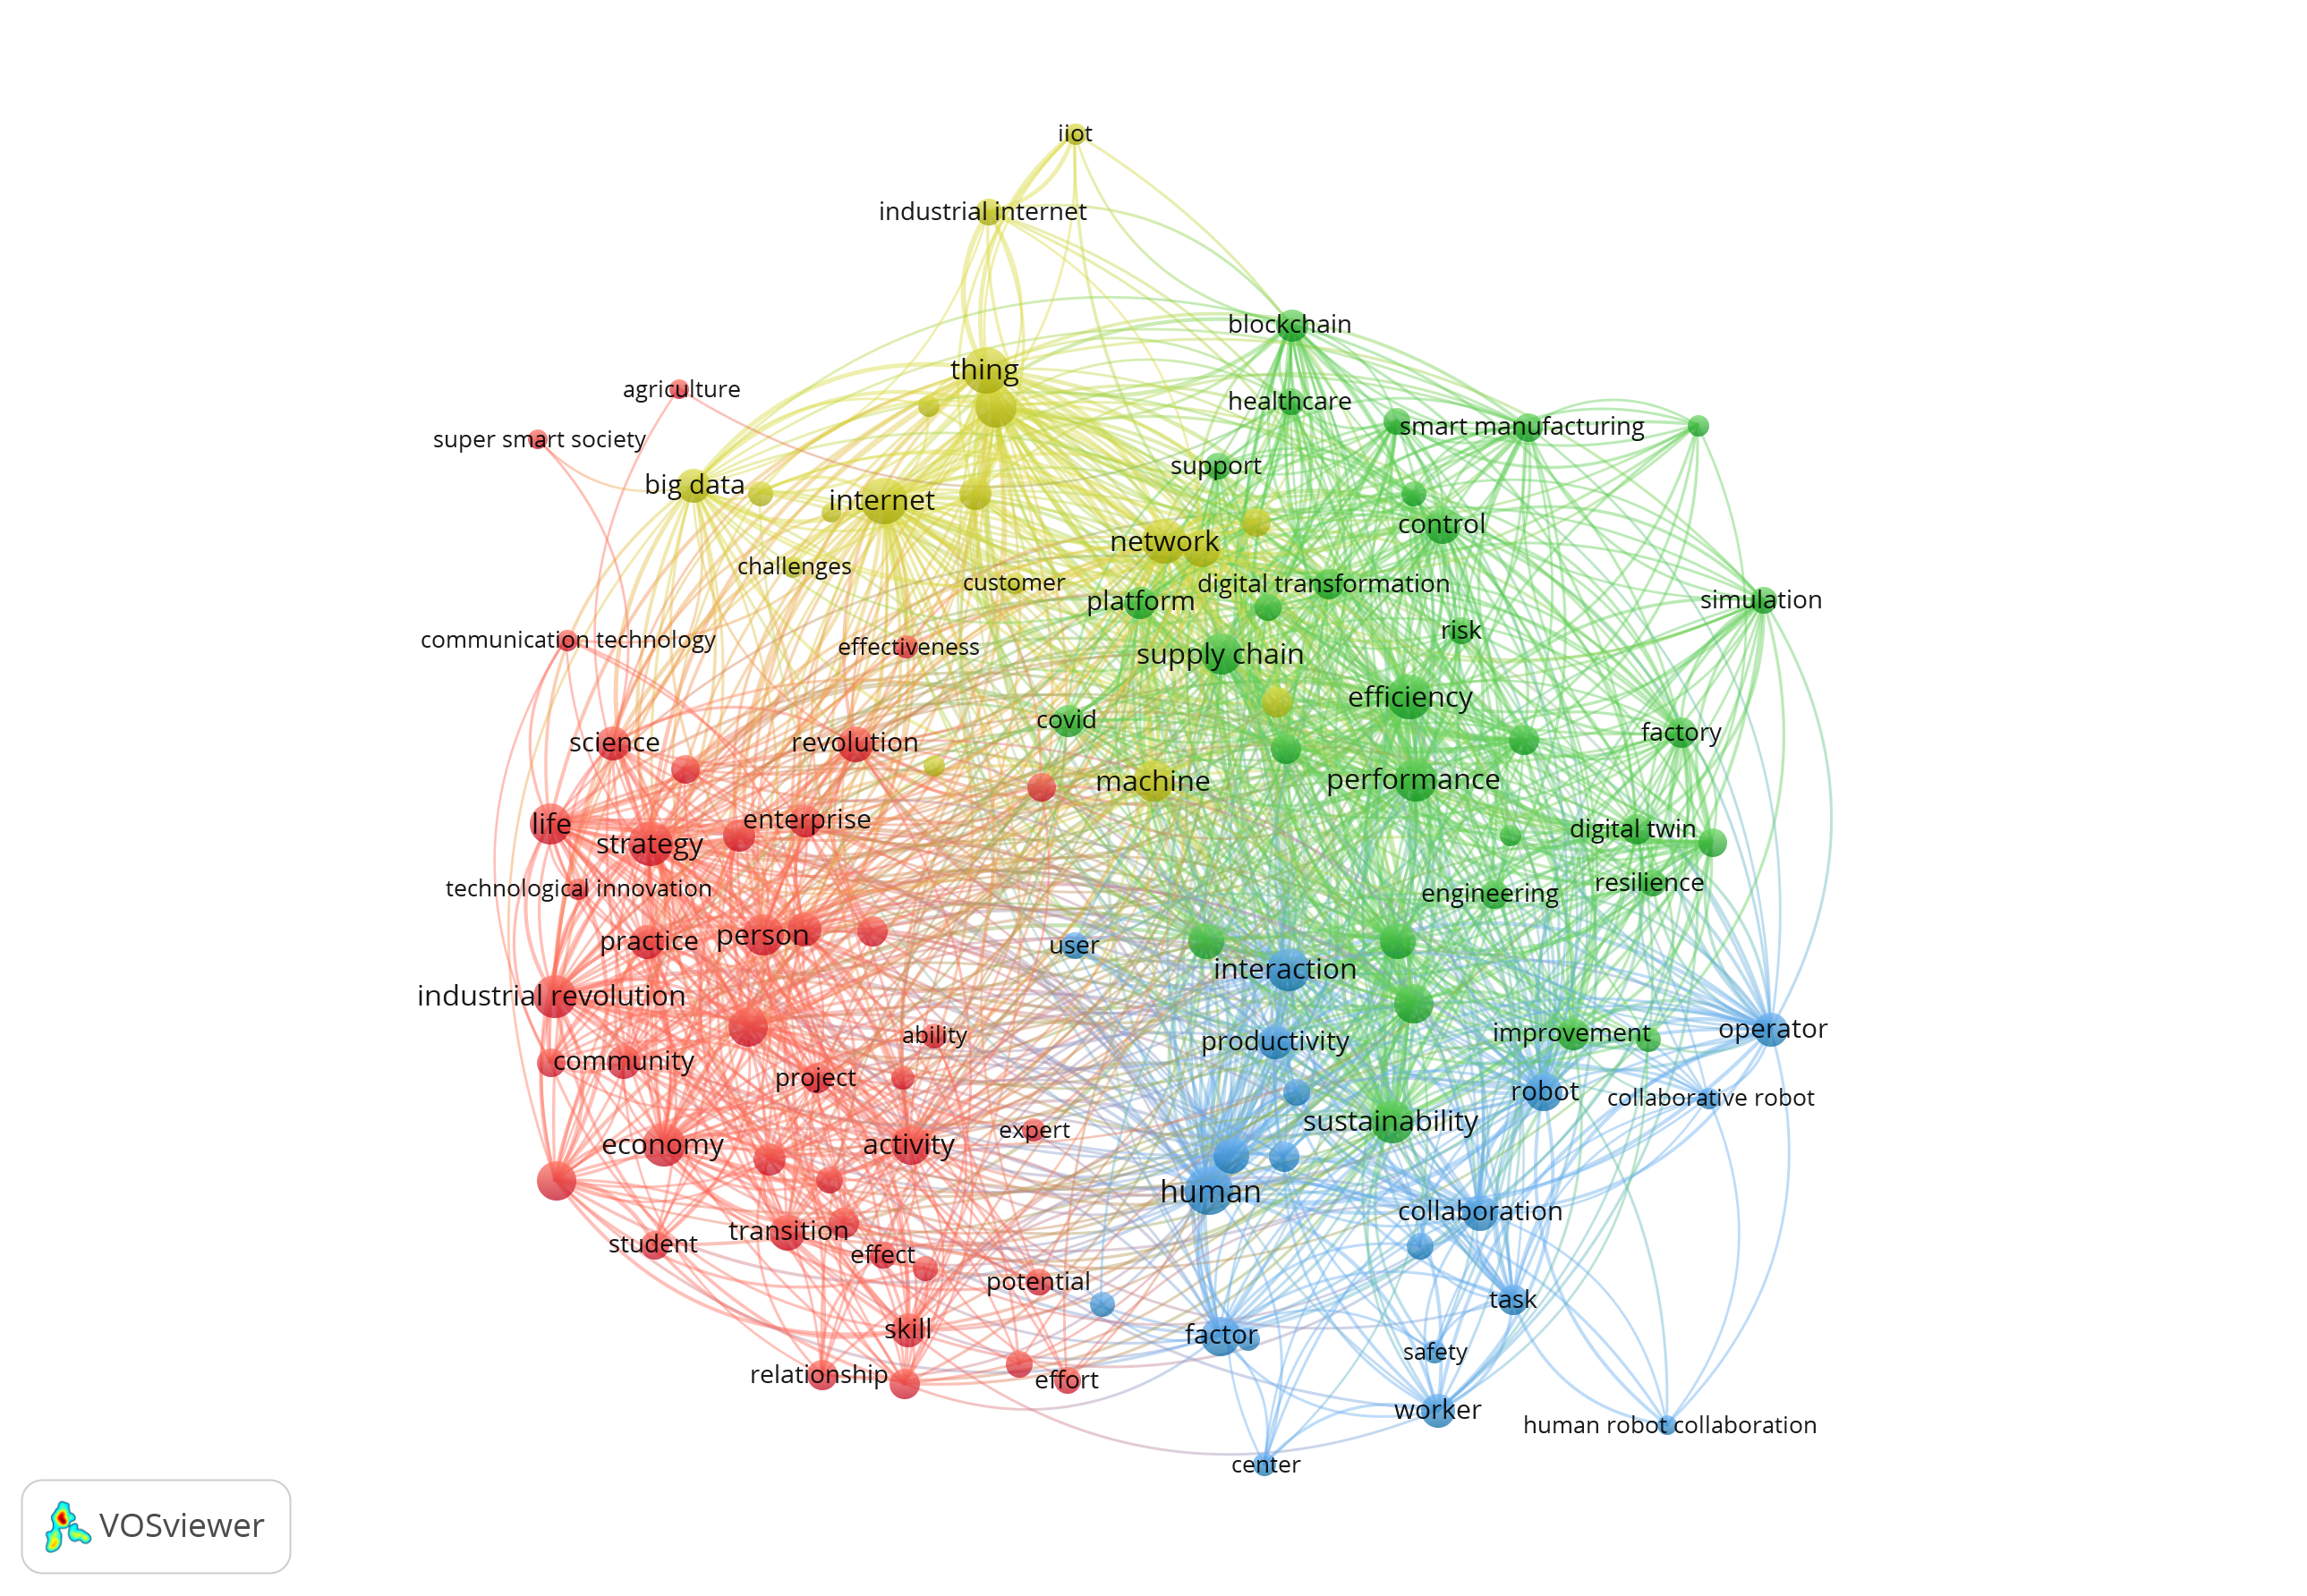 iiot
industrial internet
blockchain
thing
agriculture
healthcare
smart manufacturing
super smart society
support
big data
internet
control
network
challenges
customer
digital transformation
platform
simulation
risk
communication technology
effectiveness
supply chain
efficiency
covid
factory
science
revolution
machine
performance
enterprise
life
strategy
digital twin
technological innovation
resilience
engineering
person
practice
user
interaction
industrial revolution
operator
improvement
ability
productivity
community
project
robot
collaborative robot
sustainability
expert
economy
activity
human
collaboration
transition
student
effect
potential
task
skill
factor
safety
relationship
effort
worker
human robot collaboration
center
VOSviewer